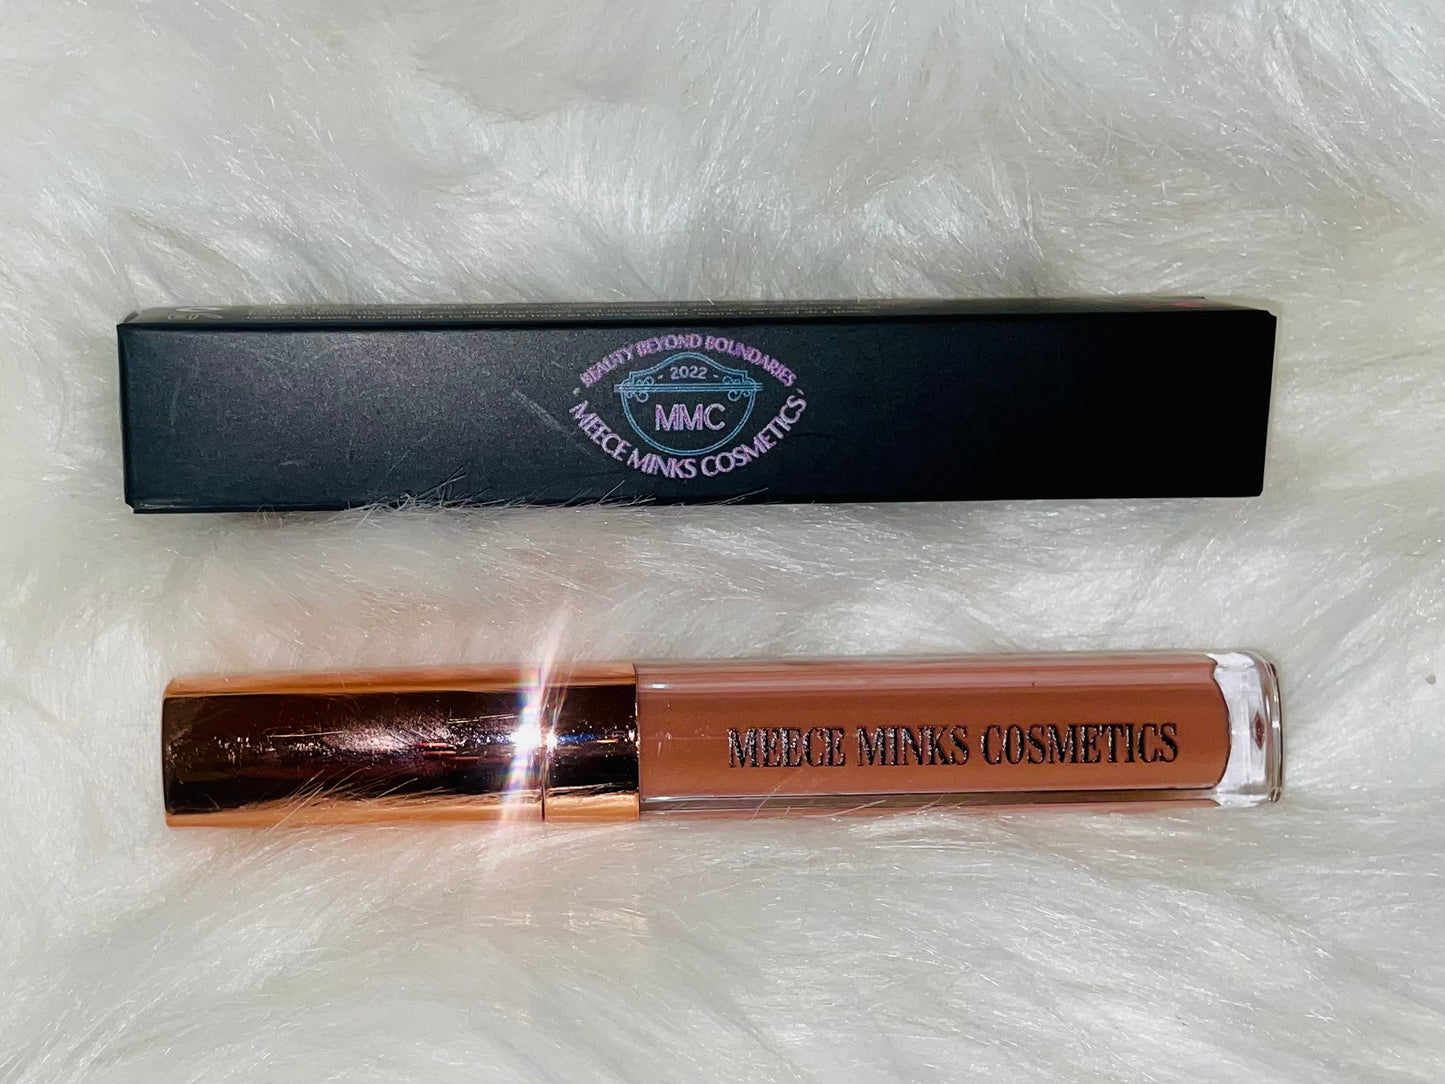 - BEAUTY BEYOND BOUNDARIES -
- 2022 -
MMC
MEECE MINKS COSMETICS
MEECE MINKS COSMETICS